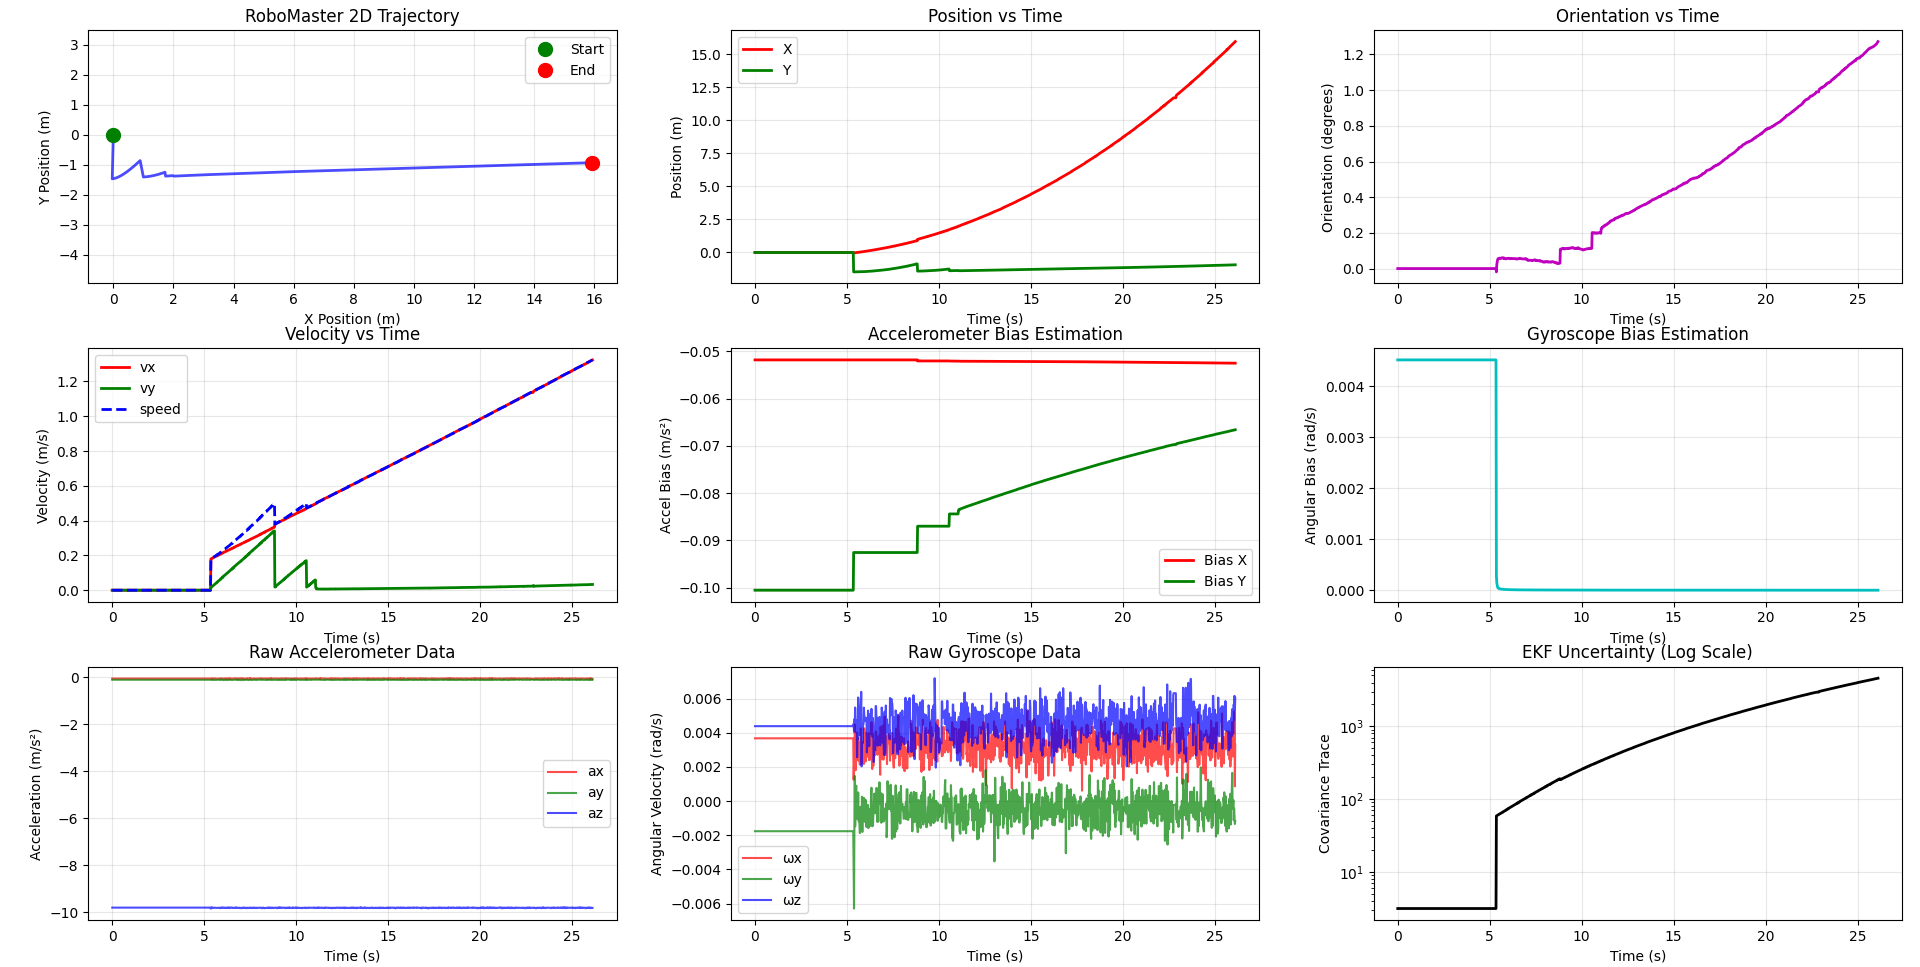 RoboMaster 2D Trajectory
Y Position (m)
3
2
1
0
−1
−2
−3
−4
Start
End
0 2 4 6 8 10 12 14 16
X Position (m)
Position vs Time
Position (m)
15.0
12.5
10.0
7.5
5.0
2.5
0.0
X
Y
0 5 10 15 20 25
Time (s)
Orientation vs Time
Orientation (degrees)
1.2
1.0
0.8
0.6
0.4
0.2
0.0
0 5 10 15 20 25
Time (s)
Velocity vs Time
Velocity (m/s)
1.2
1.0
0.8
0.6
0.4
0.2
0.0
vx
vy
speed
0 5 10 15 20 25
Time (s)
Accelerometer Bias Estimation
Accel Bias (m/s²)
−0.05
−0.06
−0.07
−0.08
−0.09
−0.10
Bias X
Bias Y
0 5 10 15 20 25
Time (s)
Gyroscope Bias Estimation
Angular Bias (rad/s)
0.004
0.003
0.002
0.001
0.000
0 5 10 15 20 25
Time (s)
Raw Accelerometer Data
Acceleration (m/s²)
0
−2
−4
−6
−8
−10
ax
ay
az
0 5 10 15 20 25
Time (s)
Raw Gyroscope Data
Angular Velocity (rad/s)
0.006
0.004
0.002
0.000
−0.002
−0.004
−0.006
ωx
ωy
ωz
0 5 10 15 20 25
Time (s)
EKF Uncertainty (Log Scale)
Covariance Trace
10³
10²
10¹
0 5 10 15 20 25
Time (s)